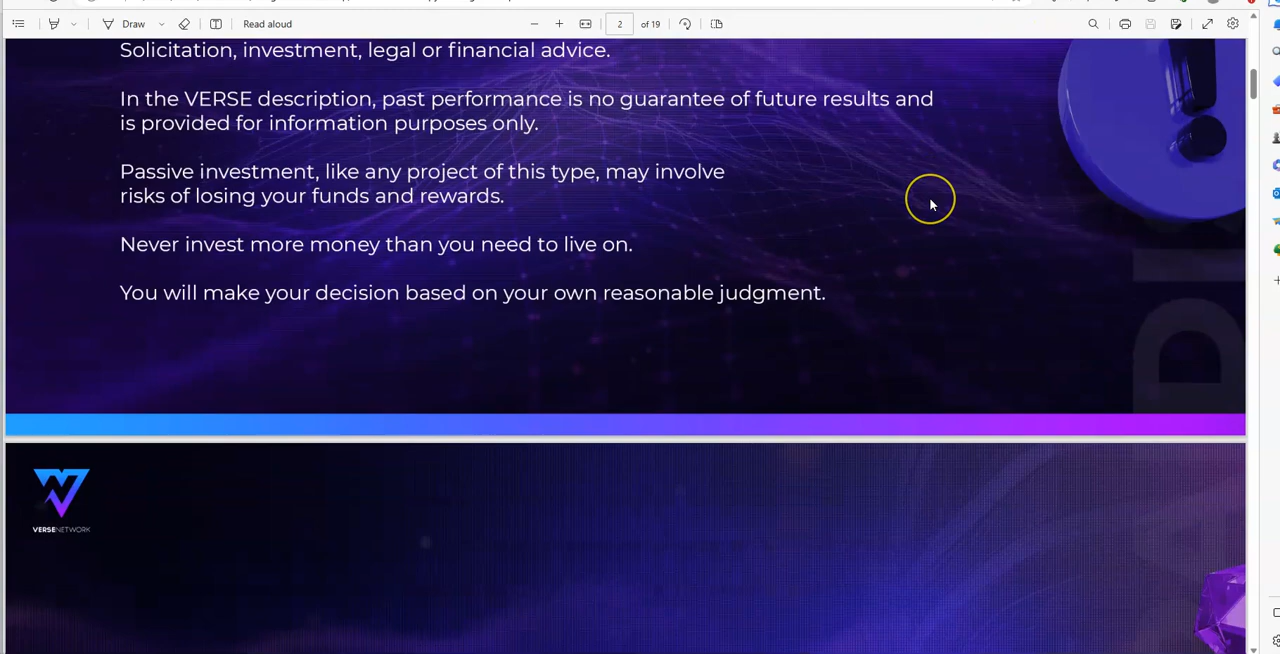 Draw
Read aloud
2 of 19
Solicitation, investment, legal or financial advice.
In the VERSE description, past performance is no guarantee of future results and
is provided for information purposes only.
Passive investment, like any project of this type, may involve
risks of losing your funds and rewards.
Never invest more money than you need to live on.
You will make your decision based on your own reasonable judgment.
DI
VERSENETWORK